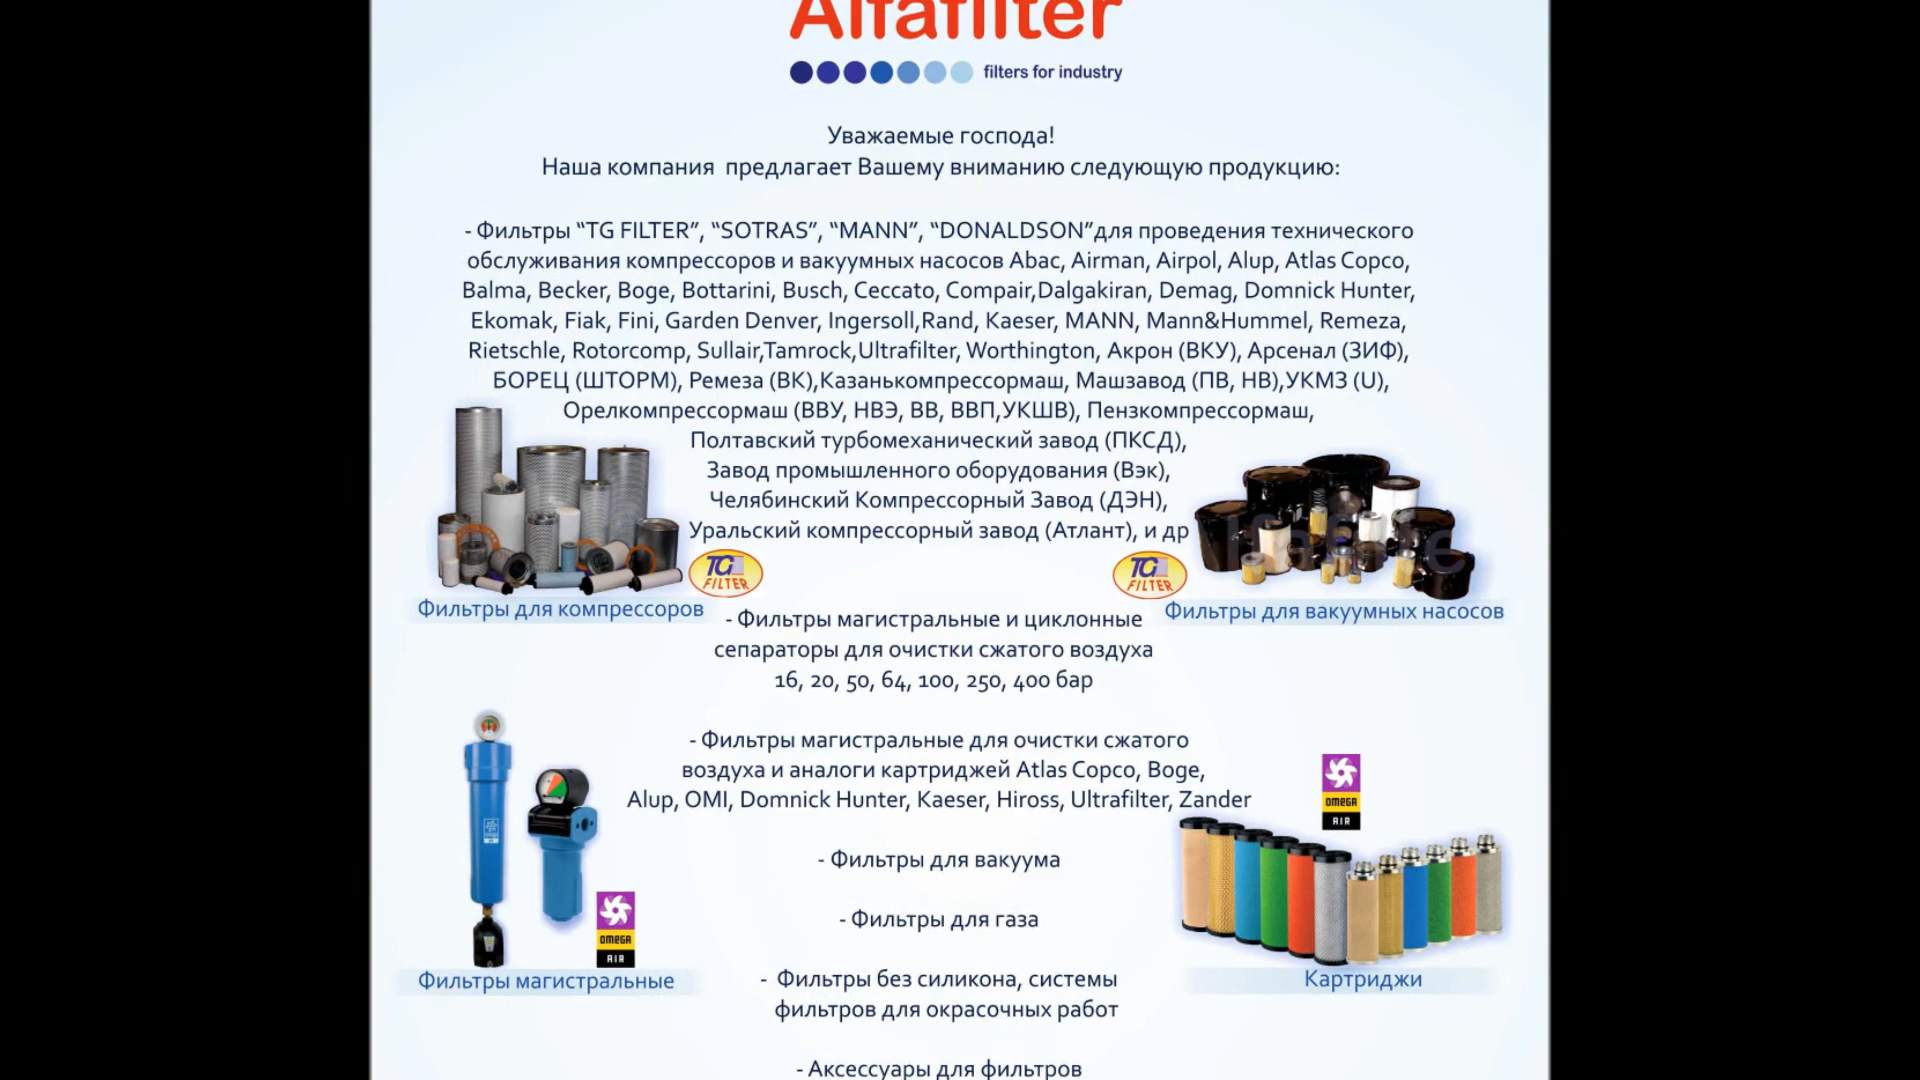 Alfafilter
filters for industry
Уважаемые господа!
Наша компания предлагает Вашему вниманию следующую продукцию:
- Фильтры “TG FILTER”, “SOTRAS”, “MANN”, “DONALDSON”для проведения технического
обслуживания компрессоров и вакуумных насосов Abac, Airman, Airpol, Alup, Atlas Copco,
Balma, Becker, Boge, Bottarini, Busch, Ceccato, Compair,Dalgakiran, Demag, Domnick Hunter,
Ekomak, Fiak, Fini, Garden Denver, Ingersoll,Rand, Kaeser, MANN, Mann&Hummel, Remeza,
Rietschle, Rotorcomp, Sullair,Tamrock,Ultrafilter, Worthington, Акрон (ВКУ), Арсенал (ЗИФ),
БОРЕЦ (ШТОРМ), Ремеза (ВК),Казанькомпрессормаш, Машзавод (ПВ, НВ),УКМЗ (U),
Орелкомпрессормаш (ВВУ, НВЭ, ВВ, ВВП,УКШВ), Пензкомпрессормаш,
Полтавский турбомеханический завод (ПКСД),
Завод промышленного оборудования (Вэк),
Челябинский Компрессорный Завод (ДЭН),
Уральский компрессорный завод (Атлант), и др
TG FILTER
TG FILTER
Фильтры для компрессоров
Фильтры для вакуумных насосов
- Фильтры магистральные и циклонные
сепараторы для очистки сжатого воздуха
16, 20, 50, 64, 100, 250, 400 бар
- Фильтры магистральные для очистки сжатого
воздуха и аналоги картриджей Atlas Copco, Boge,
Alup, OMI, Domnick Hunter, Kaeser, Hiross, Ultrafilter, Zander
OMEGA
AIR
- Фильтры для вакуума
- Фильтры для газа
OMEGA
AIR
Фильтры магистральные
Картриджи
- Фильтры без силикона, системы
фильтров для окрасочных работ
- Аксессуары для фильтров